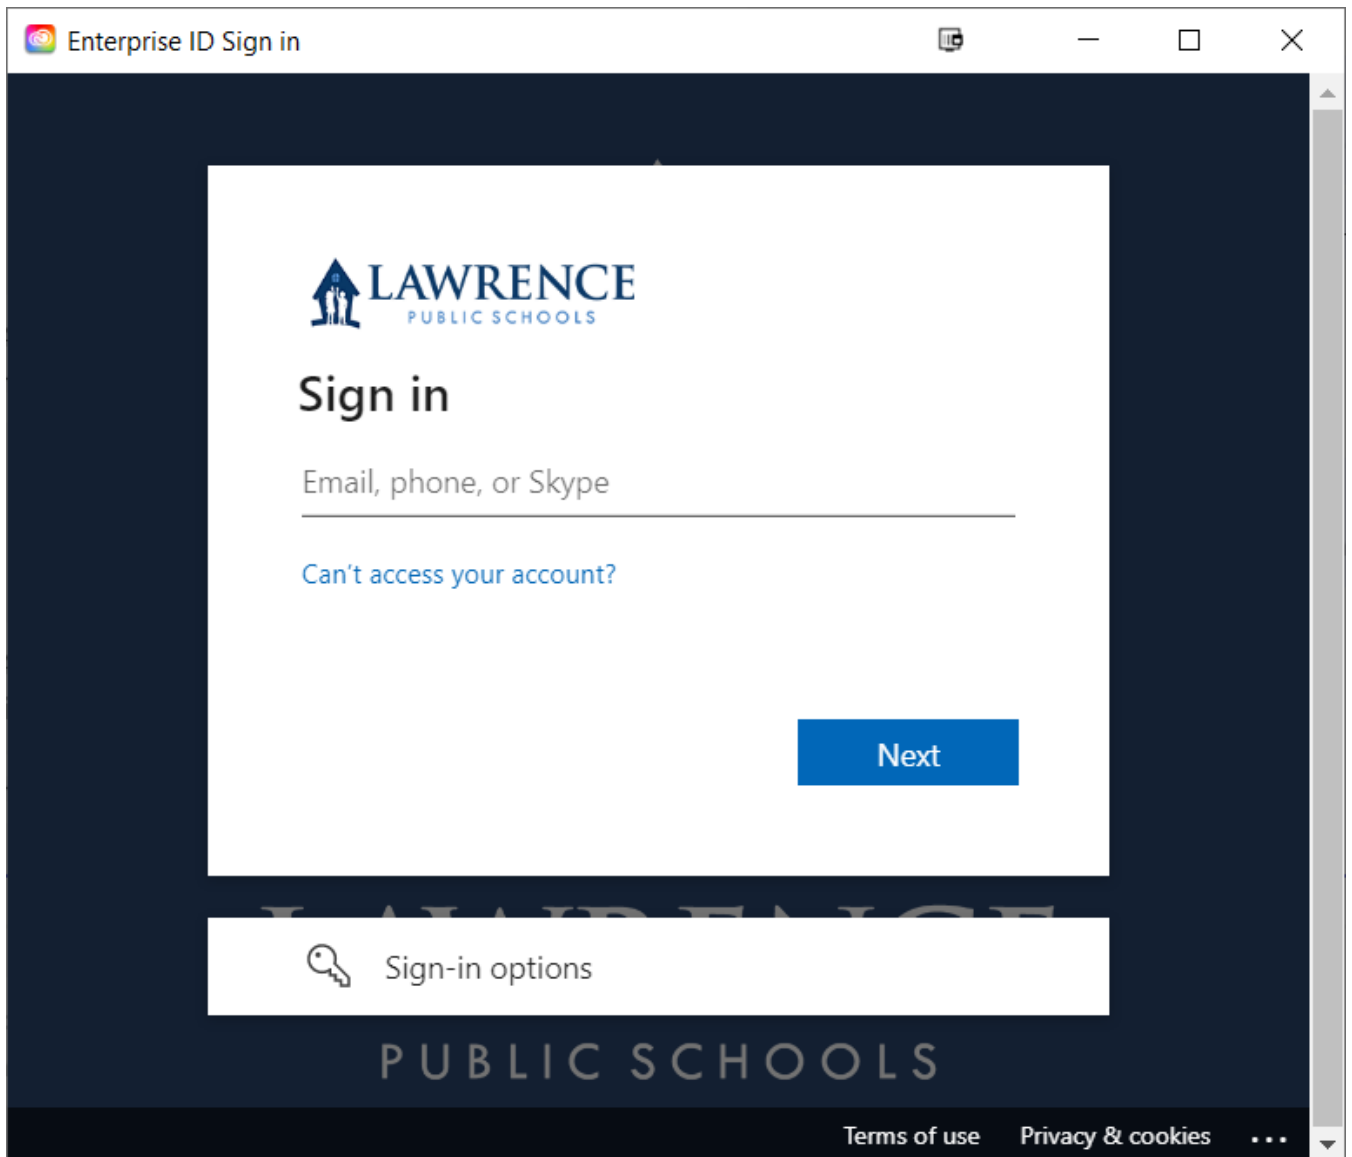 Enterprise ID Sign in
LAWRENCE
PUBLIC SCHOOLS
Sign in
Email, phone, or Skype
Can't access your account?
Next
LAWRENCE
Sign-in options
PUBLIC SCHOOLS
Terms of use Privacy & cookies ...